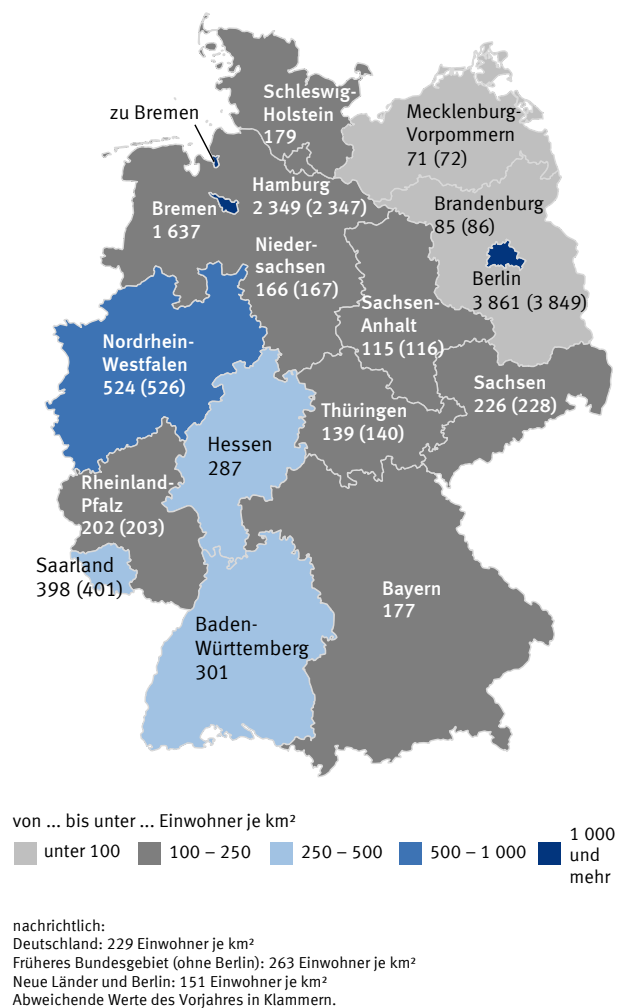 Schleswig-
Holstein
179
zu Bremen
Mecklenburg-
Vorpommern
71 (72)
Hamburg
2 349 (2 347)
Bremen
1 637
Brandenburg
85 (86)
Nieder-
sachsen
166 (167)
Berlin
3 861 (3 849)
Sachsen-
Anhalt
115 (116)
Nordrhein-
Westfalen
524 (526)
Sachsen
226 (228)
Thüringen
139 (140)
Hessen
287
Rheinland-
Pfalz
202 (203)
Saarland
398 (401)
Bayern
177
Baden-
Württemberg
301
von ... bis unter ... Einwohner je km²
unter 100
100 – 250
250 – 500
500 – 1 000
1 000
und
mehr
nachrichtlich:
Deutschland: 229 Einwohner je km²
Früheres Bundesgebiet (ohne Berlin): 263 Einwohner je km²
Neue Länder und Berlin: 151 Einwohner je km²
Abweichende Werte des Vorjahres in Klammern.